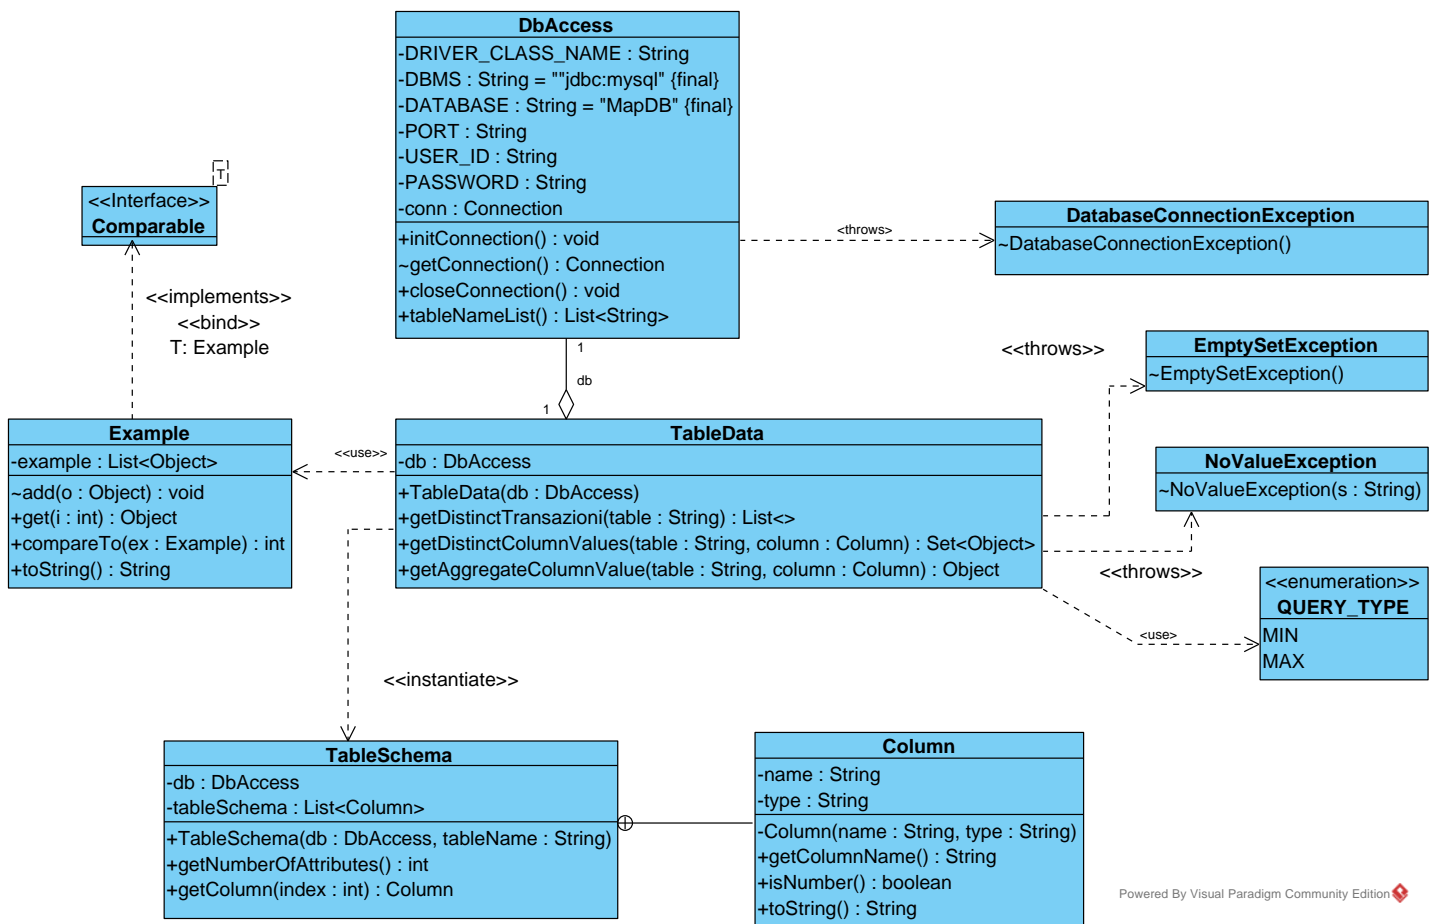 DbAccess
-DRIVER_CLASS_NAME : String
-DBMS : String = ""jdbc:mysql" {final}
-DATABASE : String = "MapDB" {final}
-PORT : String
-USER_ID : String
-PASSWORD : String
-conn : Connection
+initConnection() : void
~getConnection() : Connection
+closeConnection() : void
+tableNameList() : List<String>
T
<<Interface>>
Comparable
<throws>
DatabaseConnectionException
~DatabaseConnectionException()
<<implements>>
<<bind>>
T: Example
1
db
1
<<throws>>
EmptySetException
~EmptySetException()
Example
-example : List<Object>
~add(o : Object) : void
+get(i : int) : Object
+compareTo(ex : Example) : int
+toString() : String
<<use>>
TableData
-db : DbAccess
+TableData(db : DbAccess)
+getDistinctTransazioni(table : String) : List<>
+getDistinctColumnValues(table : String, column : Column) : Set<Object>
+getAggregateColumnValue(table : String, column : Column) : Object
NoValueException
~NoValueException(s : String)
<<throws>>
<<enumeration>>
QUERY_TYPE
MIN
MAX
<use>
<<instantiate>>
TableSchema
-db : DbAccess
-tableSchema : List<Column>
+TableSchema(db : DbAccess, tableName : String)
+getNumberOfAttributes() : int
+getColumn(index : int) : Column
Column
-name : String
-type : String
-Column(name : String, type : String)
+getColumnName() : String
+isNumber() : boolean
+toString() : String
Powered By Visual Paradigm Community Edition